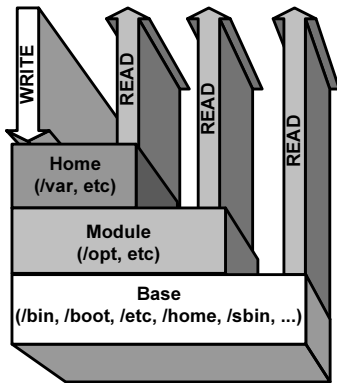 WRITE
READ
READ
READ
Home
(/var, etc)
Module
(/opt, etc)
Base
(/bin, /boot, /etc, /home, /sbin, ...)